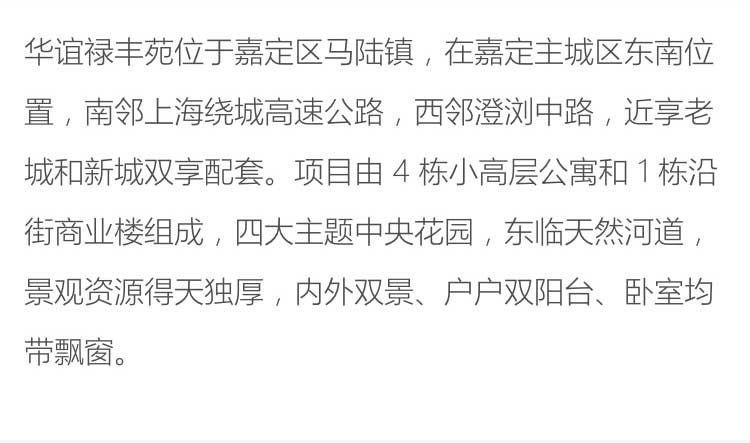 华谊禄丰苑位于嘉定区马陆镇，在嘉定主城区东南位
置，南邻上海绕城高速公路，西邻澄浏中路，近享老
城和新城双享配套。项目由 4 栋小高层公寓和 1 栋沿
街商业楼组成，四大主题中央花园，东临天然河道，
景观资源得天独厚，内外双景、户户双阳台、卧室均
带飘窗。